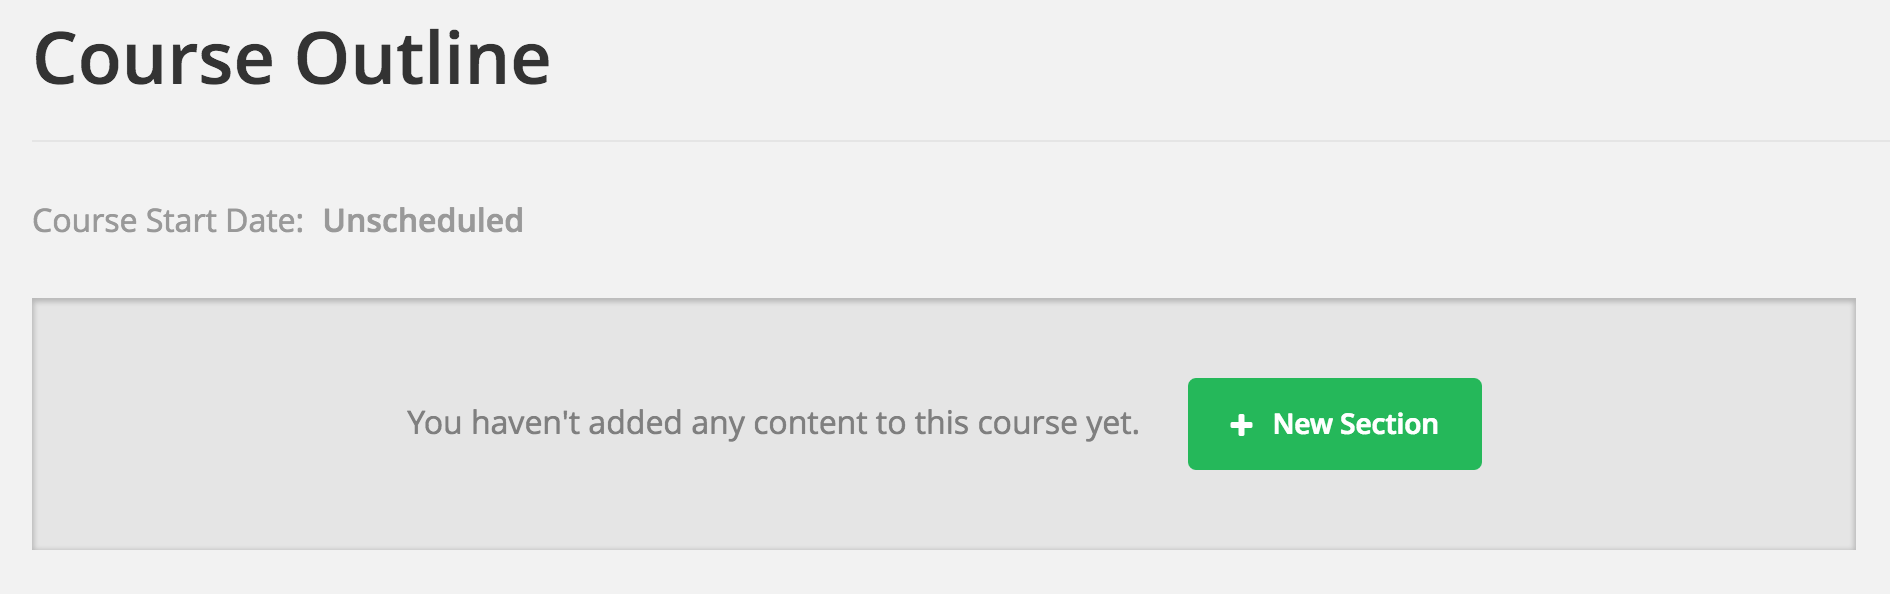 Course Outline
Course Start Date: Unscheduled
You haven't added any content to this course yet.
New Section